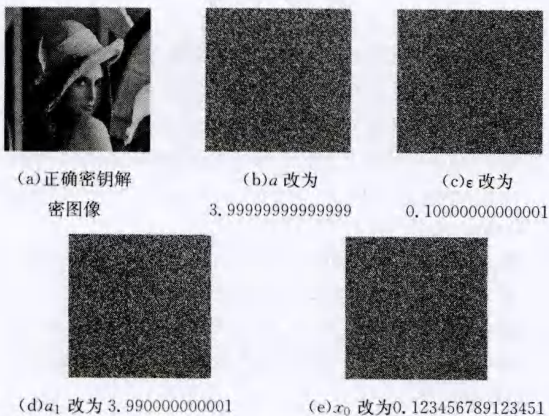 (a)正确密钥解
密图像
(b)a 改为
3.99999999999999
(c)ε 改为
0.10000000000001
(d)a₁ 改为 3.990000000001
(e)x₀ 改为0.123456789123451